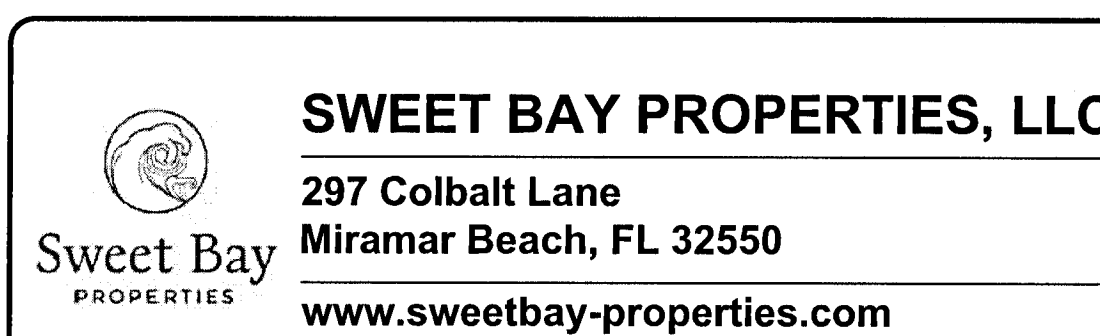 SWEET BAY PROPERTIES, LLC
297 Colbalt Lane
Miramar Beach, FL 32550
www.sweetbay-properties.com
Sweet Bay
PROPERTIES